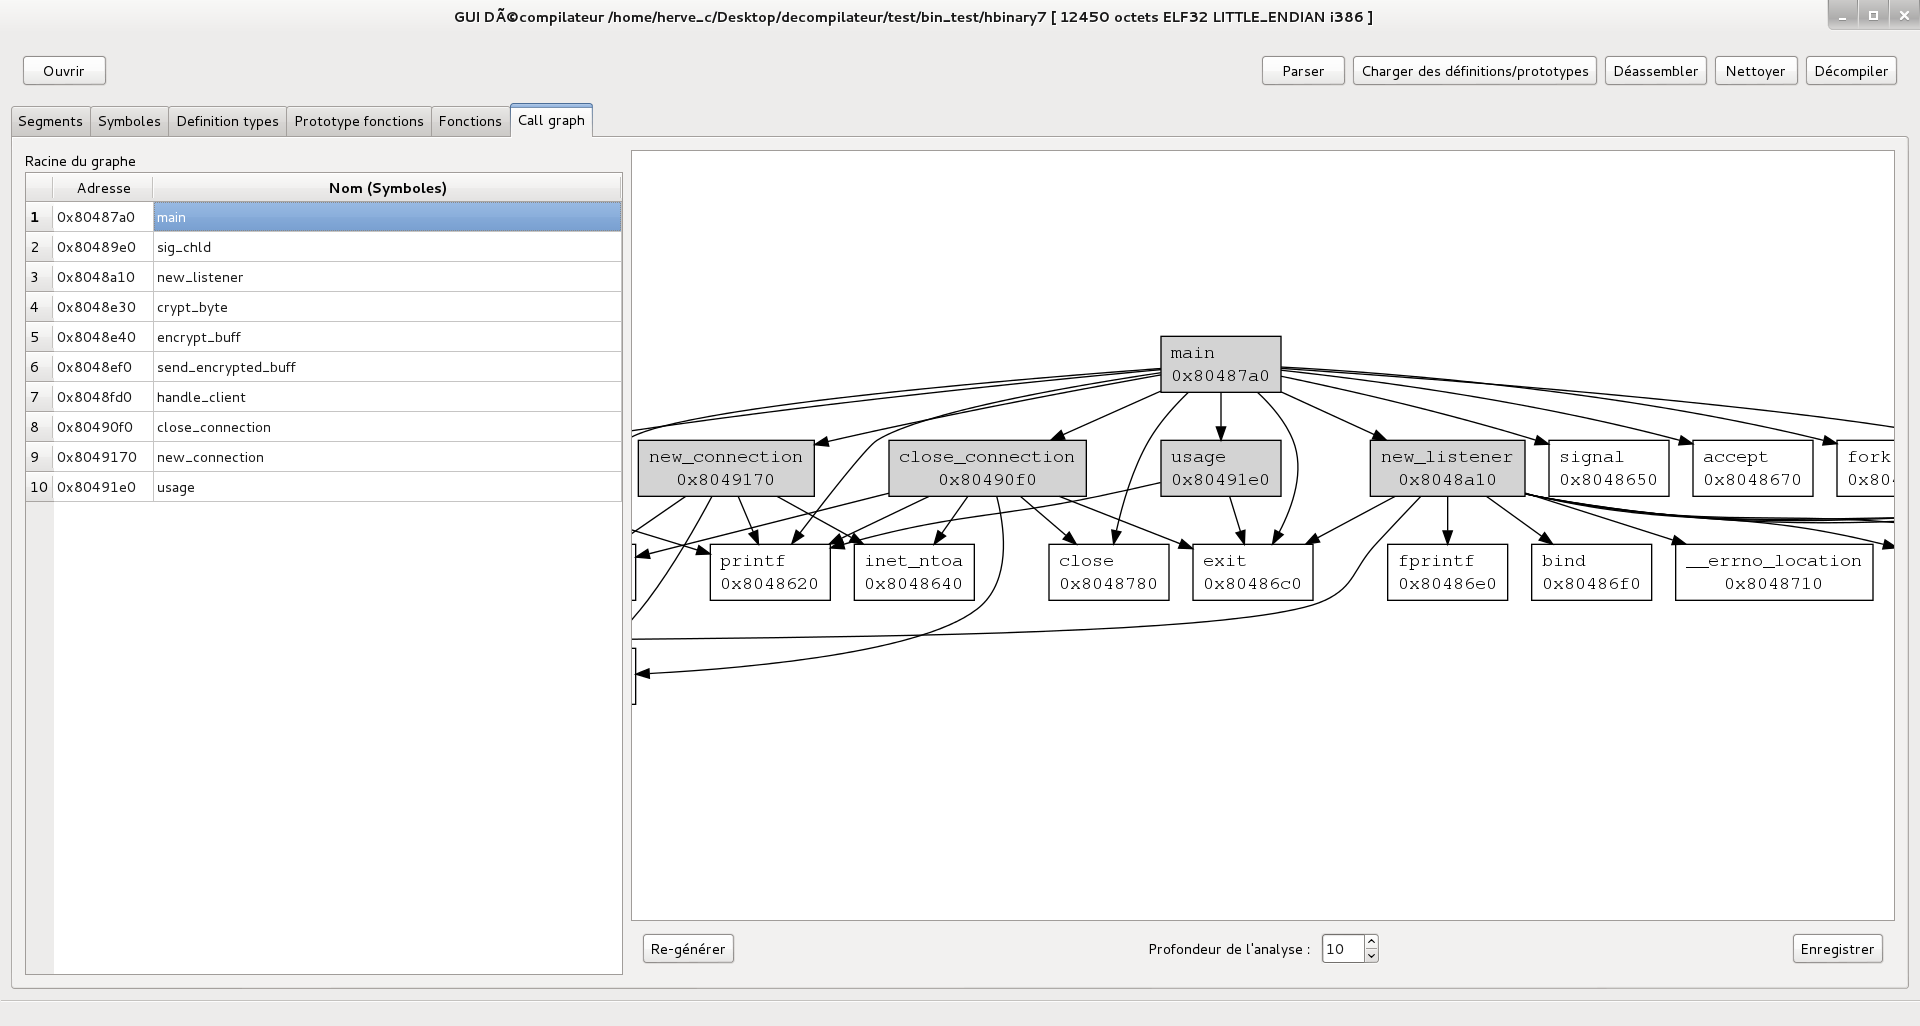 GUI DÃ©compilateur /home/herve_c/Desktop/decompilateur/test/bin_test/hbinary7 [ 12450 octets ELF32 LITTLE_ENDIAN i386 ]
Ouvrir Parser Charger des définitions/prototypes Déassembler Nettoyer Décompiler
Segments Symboles Definition types Prototype fonctions Fonctions Call graph
Racine du graphe
Adresse Nom (Symboles)
1 0x80487a0 main
2 0x80489e0 sig_chld
3 0x8048a10 new_listener
4 0x8048e30 crypt_byte
5 0x8048e40 encrypt_buff
6 0x8048ef0 send_encrypted_buff
7 0x8048fd0 handle_client
8 0x80490f0 close_connection
9 0x8049170 new_connection
10 0x80491e0 usage
main
0x80487a0
new_connection
0x8049170
close_connection
0x80490f0
usage
0x80491e0
new_listener
0x8048a10
signal
0x8048650
accept
0x8048670
fork
0x80
printf
0x8048620
inet_ntoa
0x8048640
close
0x8048780
exit
0x80486c0
fprintf
0x80486e0
bind
0x80486f0
__errno_location
0x8048710
Re-générer Profondeur de l'analyse : 10 Enregistrer